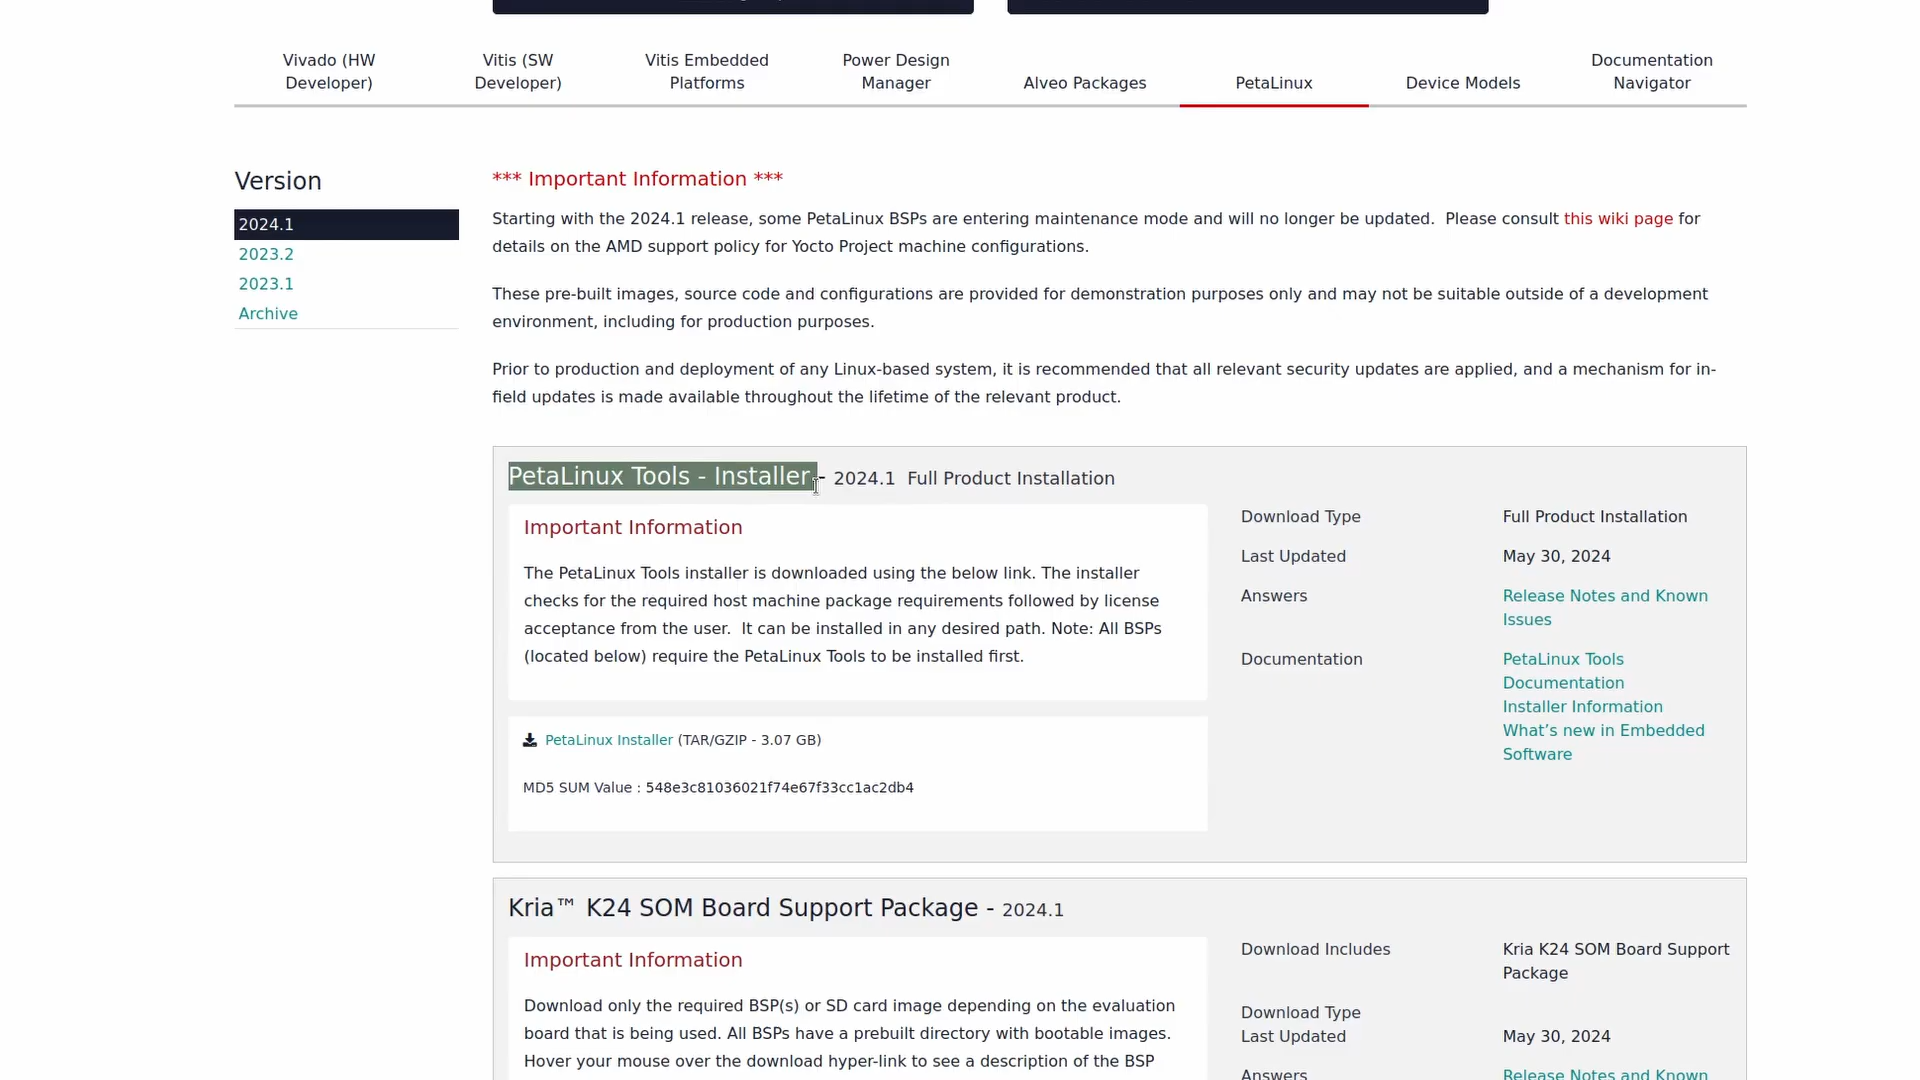 Vivado (HW
Developer)
Vitis (SW
Developer)
Vitis Embedded
Platforms
Power Design
Manager
Alveo Packages
PetaLinux
Device Models
Documentation
Navigator
Version
2024.1
2023.2
2023.1
Archive
*** Important Information ***
Starting with the 2024.1 release, some PetaLinux BSPs are entering maintenance mode and will no longer be updated.  Please consult this wiki page for
details on the AMD support policy for Yocto Project machine configurations.
These pre-built images, source code and configurations are provided for demonstration purposes only and may not be suitable outside of a development
environment, including for production purposes.
Prior to production and deployment of any Linux-based system, it is recommended that all relevant security updates are applied, and a mechanism for in-
field updates is made available throughout the lifetime of the relevant product.
PetaLinux Tools - Installer - 2024.1  Full Product Installation
Important Information
The PetaLinux Tools installer is downloaded using the below link. The installer
checks for the required host machine package requirements followed by license
acceptance from the user.  It can be installed in any desired path. Note: All BSPs
(located below) require the PetaLinux Tools to be installed first.
PetaLinux Installer (TAR/GZIP - 3.07 GB)
MD5 SUM Value : 548e3c81036021f74e67f33cc1ac2db4
Download Type
Full Product Installation
Last Updated
May 30, 2024
Answers
Release Notes and Known
Issues
Documentation
PetaLinux Tools
Documentation
Installer Information
What’s new in Embedded
Software
Kria™ K24 SOM Board Support Package - 2024.1
Important Information
Download only the required BSP(s) or SD card image depending on the evaluation
board that is being used. All BSPs have a prebuilt directory with bootable images.
Hover your mouse over the download hyper-link to see a description of the BSP
Download Includes
Kria K24 SOM Board Support
Package
Download Type
Last Updated
May 30, 2024
Answers
Release Notes and Known